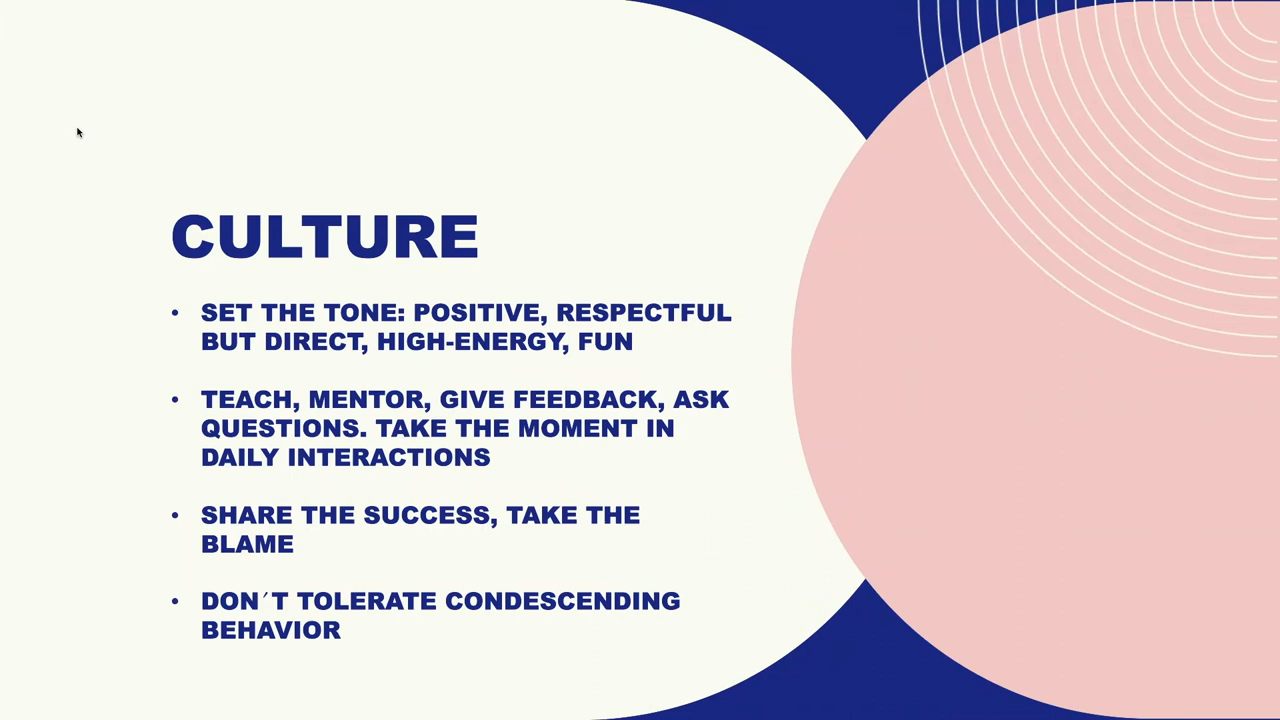 CULTURE
• SET THE TONE: POSITIVE, RESPECTFUL
BUT DIRECT, HIGH-ENERGY, FUN
• TEACH, MENTOR, GIVE FEEDBACK, ASK
QUESTIONS. TAKE THE MOMENT IN
DAILY INTERACTIONS
• SHARE THE SUCCESS, TAKE THE
BLAME
• DON´T TOLERATE CONDESCENDING
BEHAVIOR